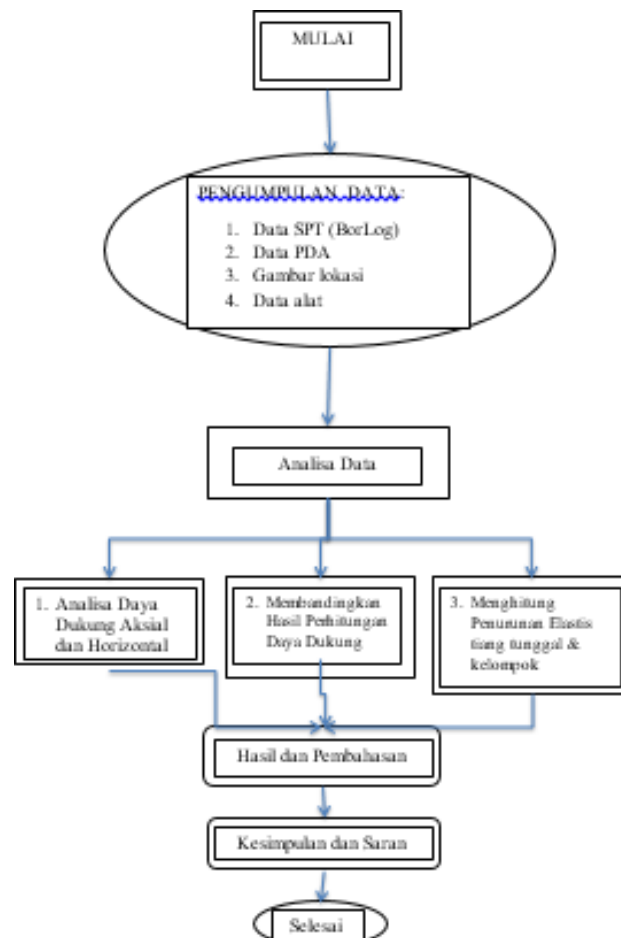 MULAI
PENGUMPULAN DATA:
1. Data SPT (BorLog)
2. Data PDA
3. Gambar lokasi
4. Data alat
Analisa Data
1. Analisa Daya
Dukung Aksial
dan Horizontal
2. Membandingkan
Hasil Perhitungan
Daya Dukung
3. Menghitung
Penurunan Elastis
tiang tunggal &
kelompok
Hasil dan Pembahasan
Kesimpulan dan Saran
Selesai